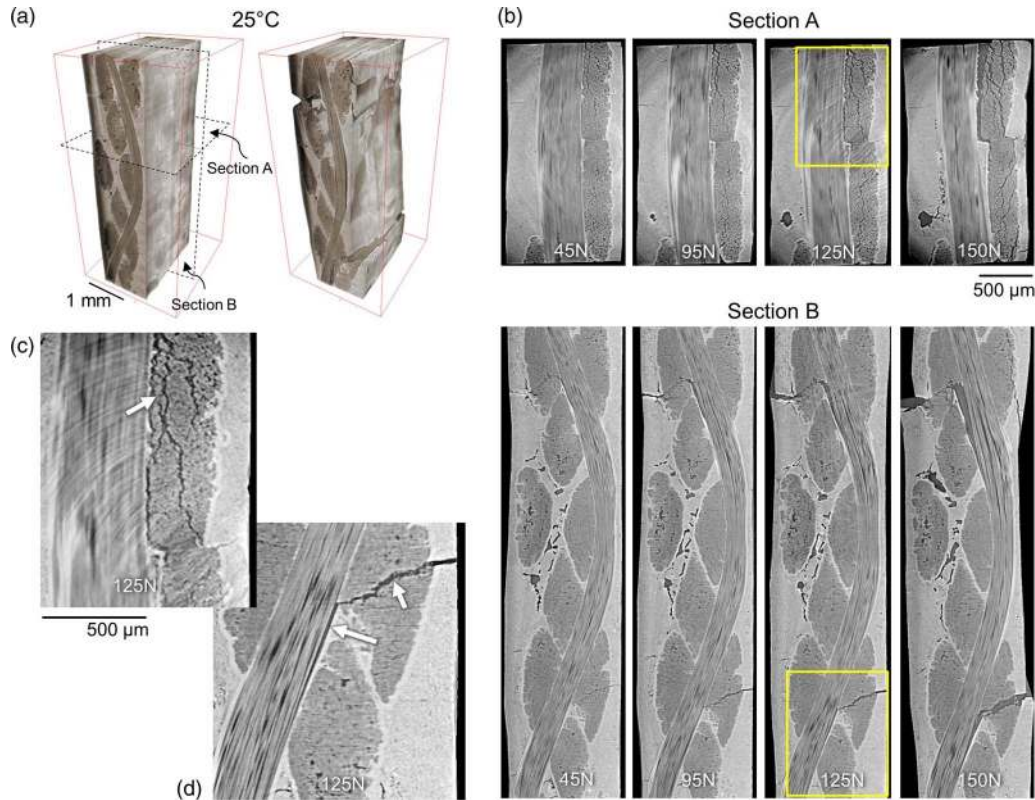 (a)
25°C
Section A
Section B
1 mm
(b)
Section A
45N
95N
125N
150N
500 µm
Section B
45N
95N
125N
150N
(c)
125N
500 µm
(d)
125N